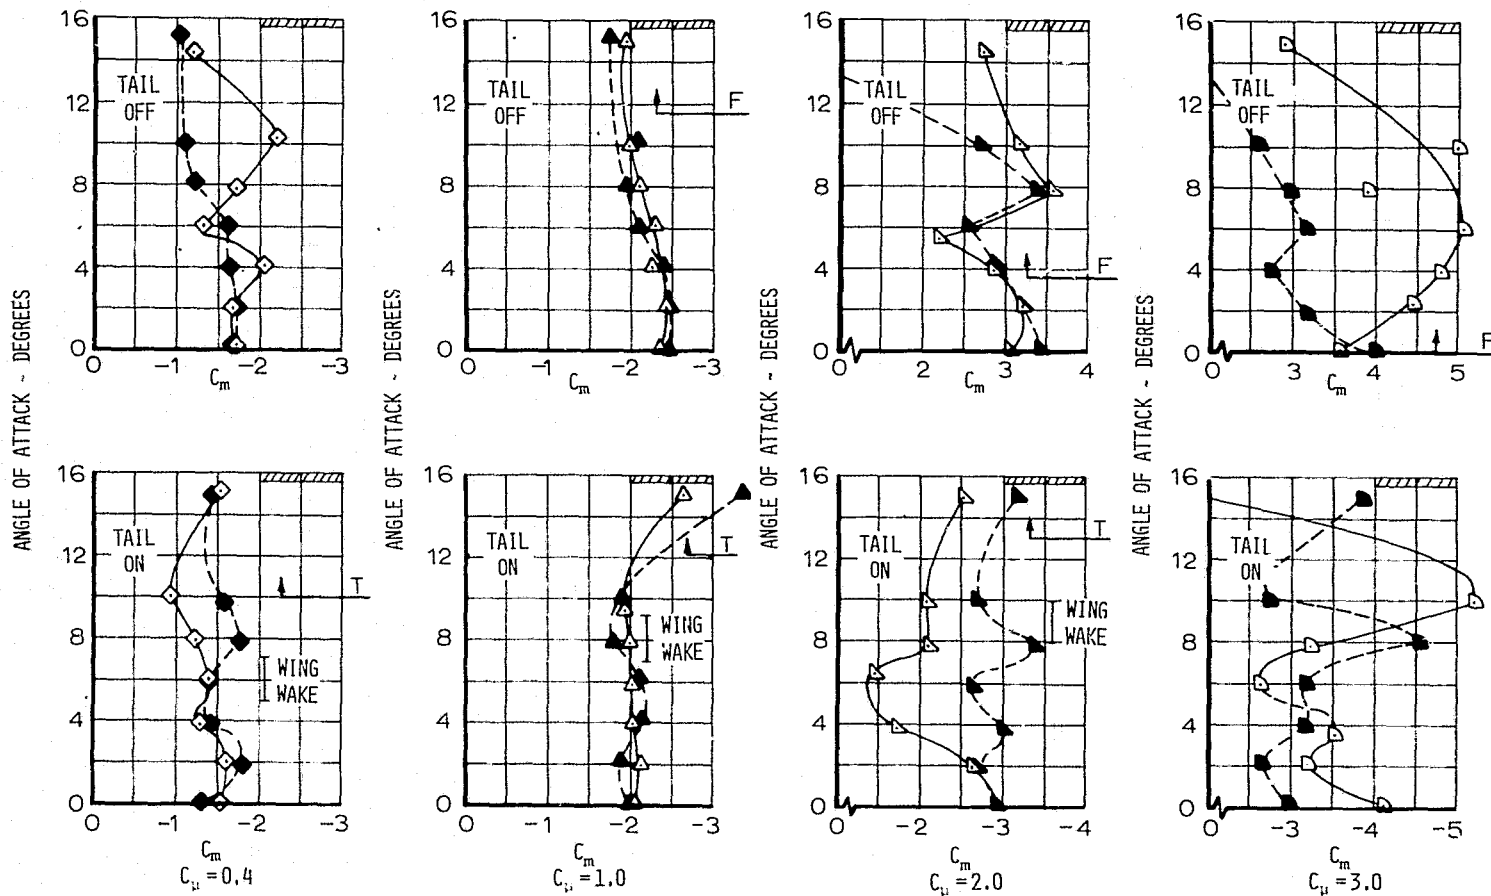 16 16 16 16
TAIL OFF TAIL OFF TAIL OFF TAIL OFF
12 12 12 12
F
8 8 8 8
4 4 4 4
F
0 0 0 0
F
0 -1 -2 -3 0 -1 -2 -3 0 2 3 4 0 3 4 5
Cm Cm Cm Cm
ANGLE OF ATTACK ~ DEGREES
ANGLE OF ATTACK ~ DEGREES
ANGLE OF ATTACK ~ DEGREES
ANGLE OF ATTACK ~ DEGREES
16 16 16 16
TAIL ON TAIL ON TAIL ON TAIL ON
T
T
12 12 12 12
T
8 8 8 8
WING WAKE WING WAKE WING WAKE
4 4 4 4
0 0 0 0
0 -1 -2 -3 0 -1 -2 -3 0 -2 -3 -4 0 -3 -4 -5
Cm Cm Cm Cm
Cμ=0.4 Cμ=1.0 Cμ=2.0 Cμ=3.0